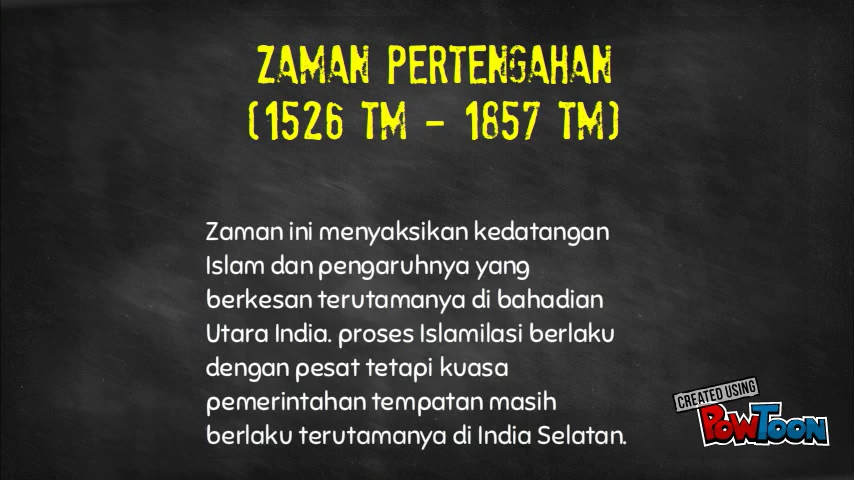 ZAMAN PERTENGAHAN
(1526 TM - 1857 TM)
Zaman ini menyaksikan kedatangan
Islam dan pengaruhnya yang
berkesan terutamanya di bahadian
Utara India. proses Islamilasi berlaku
dengan pesat tetapi kuasa
pemerintahan tempatan masih
berlaku terutamanya di India Selatan.
CREATED USING
POWTOON